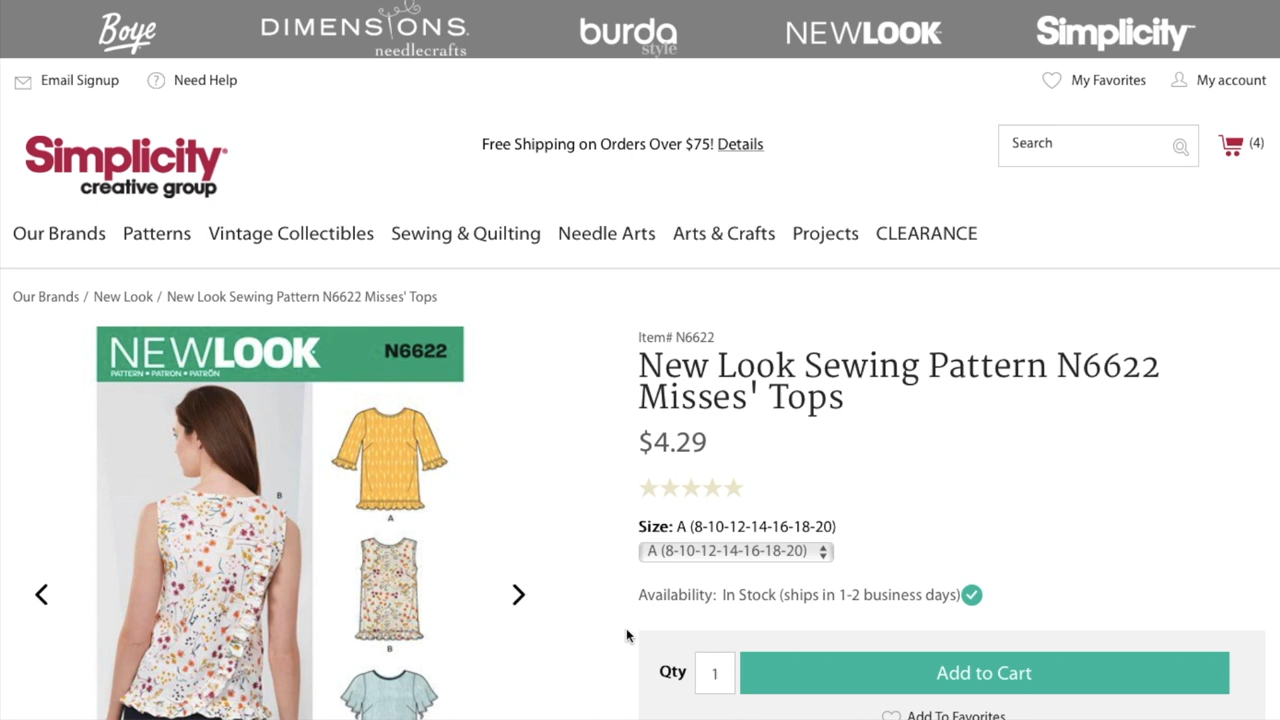 Boye
DIMENSIONS
needlecrafts
burda
style
NEWLOOK
Simplicity
Email Signup
Need Help
My Favorites
My account
Simplicity
creative group
Free Shipping on Orders Over $75! Details
Search
(4)
Our Brands Patterns Vintage Collectibles Sewing & Quilting Needle Arts Arts & Crafts Projects CLEARANCE
Our Brands / New Look / New Look Sewing Pattern N6622 Misses' Tops
NEWLOOK
N6622
PATTERN • PATRON • PATRÓN
B
A
B
Item# N6622
New Look Sewing Pattern N6622
Misses' Tops
$4.29
Size: A (8-10-12-14-16-18-20)
A (8-10-12-14-16-18-20)
Availability: In Stock (ships in 1-2 business days)
Qty 1 Add to Cart
Add To Favorites